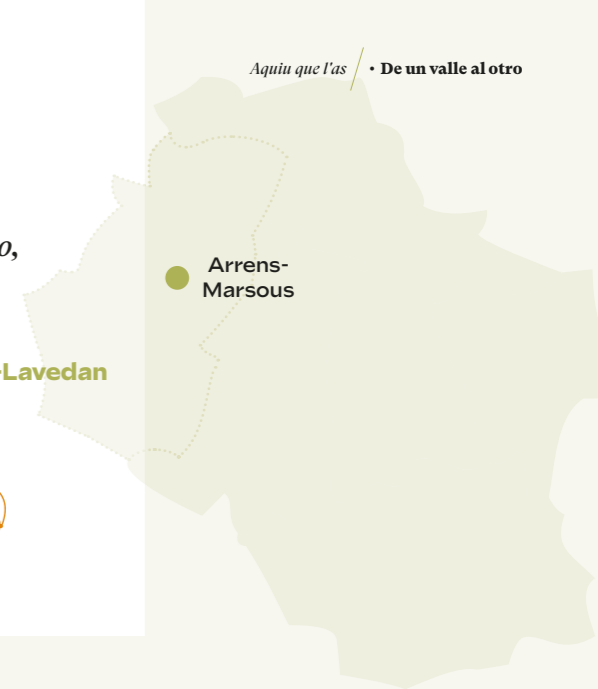 Aquiu que l'as • De un valle al otro
o,
Arrens-
Marsous
-Lavedan